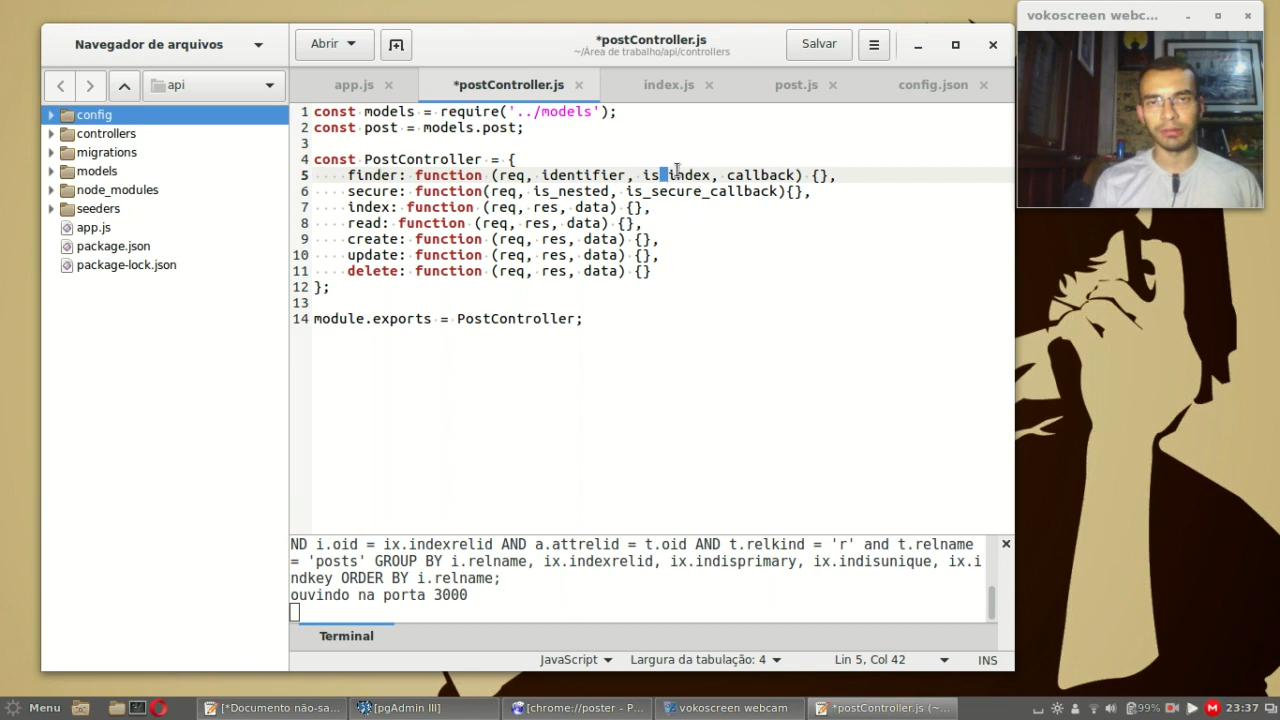 vokoscreen webc...
Navegador de arquivos
Abrir
*postController.js
~/Área de trabalho/api/controllers
Salvar
api
app.js
*postController.js
index.js
post.js
config.json
config
controllers
migrations
models
node_modules
seeders
app.js
package.json
package-lock.json
1 const models = require('../models');
2 const post = models.post;
3
4 const PostController = {
5 finder: function (req, identifier, is index, callback) {},
6 secure: function(req, is_nested, is_secure_callback){},
7 index: function (req, res, data) {},
8 read: function (req, res, data) {},
9 create: function (req, res, data) {},
10 update: function (req, res, data) {},
11 delete: function (req, res, data) {}
12 };
13
14 module.exports = PostController;
ND i.oid = ix.indexrelid AND a.attrelid = t.oid AND t.relkind = 'r' and t.relname
= 'posts' GROUP BY i.relname, ix.indexrelid, ix.indisprimary, ix.indisunique, ix.i
ndkey ORDER BY i.relname;
ouvindo na porta 3000
Terminal
JavaScript
Largura da tabulação: 4
Lin 5, Col 42
INS
Menu
[*Documento não-sa...
[pgAdmin III]
[chrome://poster - P...
vokoscreen webcam
*postController.js (~...
99%
M
23:37